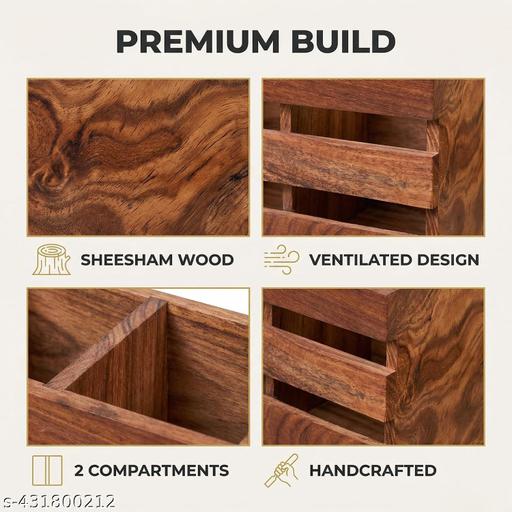 PREMIUM BUILD
SHEESHAM WOOD
VENTILATED DESIGN
2 COMPARTMENTS
HANDCRAFTED
s-431800212